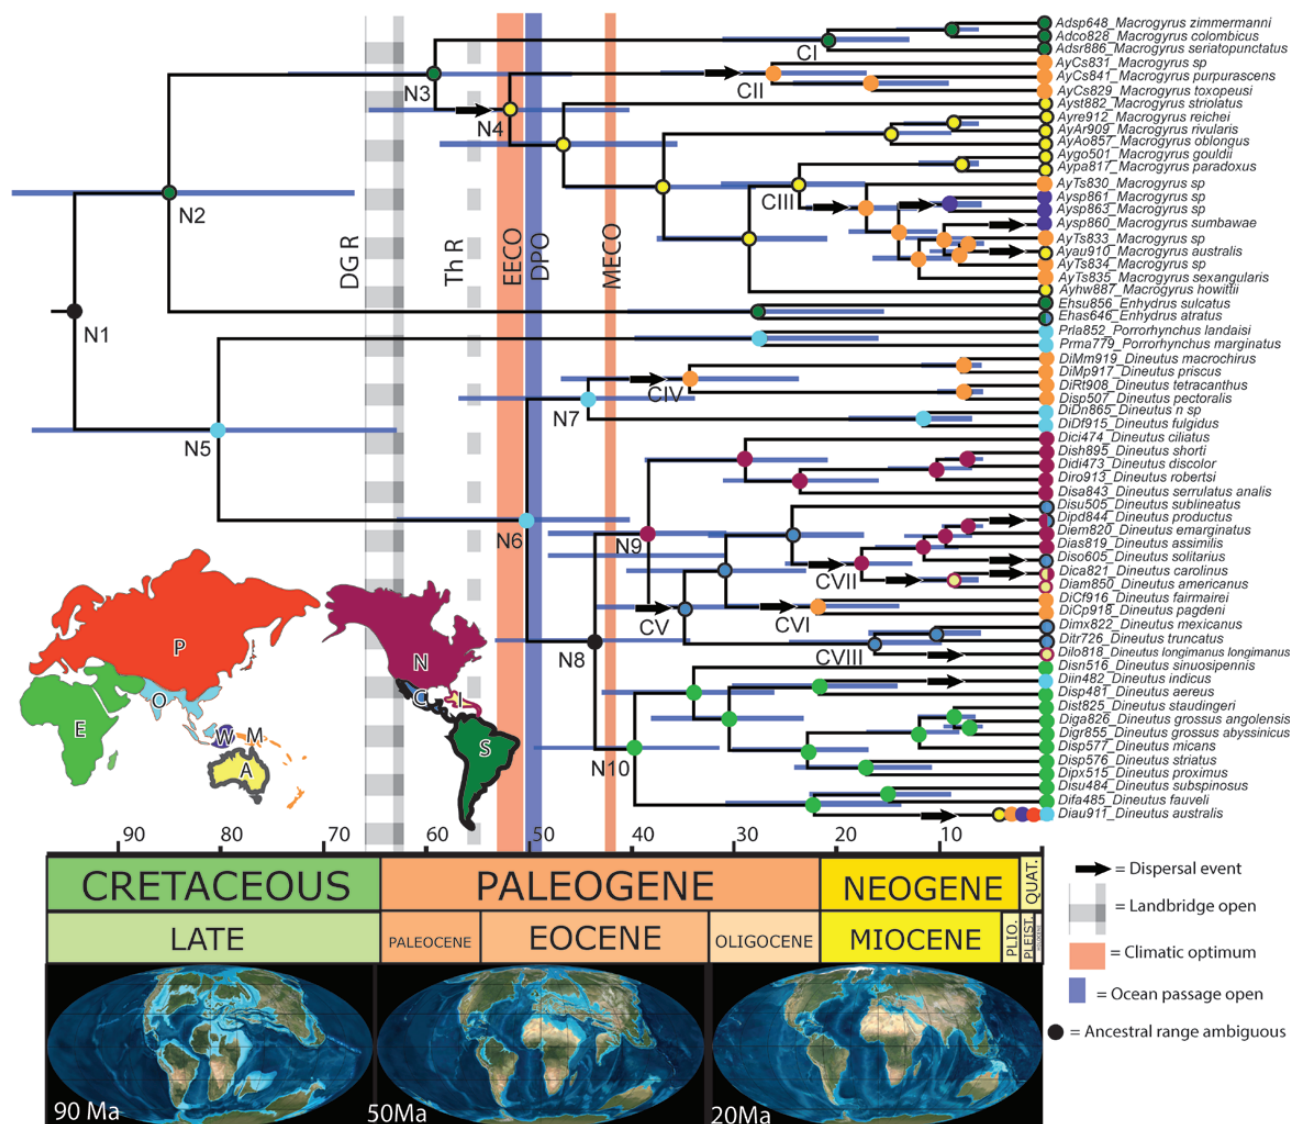 Adsp648_Macrogyrus zimmermanni
Adco828_Macrogyrus colombicus
Adsr886_Macrogyrus seriatopunctatus
AyCs831_Macrogyrus sp
AyCs841_Macrogyrus purpurascens
AyCs829_Macrogyrus toxopeusi
Ayst882_Macrogyrus striolatus
Ayre912_Macrogyrus reichei
AyAr909_Macrogyrus rivularis
AyAo857_Macrogyrus oblongus
Aygo501_Macrogyrus gouldii
Aypa817_Macrogyrus paradoxus
AyTs830_Macrogyrus sp
Aysp861_Macrogyrus sp
Aysp863_Macrogyrus sp
Aysp860_Macrogyrus sumbawae
AyTs833_Macrogyrus sp
Ayau910_Macrogyrus australis
AyTs834_Macrogyrus sp
AyTs835_Macrogyrus sexangularis
Ayhw887_Macrogyrus howittii
Ehsu856_Enhydrus sulcatus
Ehas646_Enhydrus atratus
Prla852_Porrorhynchus landaisi
Prma779_Porrorhynchus marginatus
DiMm919_Dineutus macrochirus
DiMp917_Dineutus priscus
DiRt908_Dineutus tetracanthus
Disp507_Dineutus pectoralis
DiDn865_Dineutus n sp
DiDf915_Dineutus fulgidus
Dici474_Dineutus ciliatus
Dish895_Dineutus shorti
Didi473_Dineutus discolor
Diro913_Dineutus robertsi
Disa843_Dineutus serrulatus analis
Disu505_Dineutus sublineatus
Dipd844_Dineutus productus
Diem820_Dineutus emarginatus
Dias819_Dineutus assimilis
Diso605_Dineutus solitarius
Dica821_Dineutus carolinus
Diam850_Dineutus americanus
DiCf916_Dineutus fairmairei
DiCp918_Dineutus pagdeni
Dimx822_Dineutus mexicanus
Ditr726_Dineutus truncatus
Dilo818_Dineutus longimanus longimanus
Disn516_Dineutus sinuosipennis
Diin482_Dineutus indicus
Disp481_Dineutus aereus
Dist825_Dineutus staudingeri
Diga826_Dineutus grossus angolensis
Digr855_Dineutus grossus abyssinicus
Disp577_Dineutus micans
Disp576_Dineutus striatus
Dipx515_Dineutus proximus
Disu484_Dineutus subspinosus
Difa485_Dineutus fauveli
Diau911_Dineutus australis
N1
N2
N3
N4
N5
N6
N7
N8
N9
N10
CI
CII
CIII
CIV
CV
CVI
CVII
CVIII
DG R
Th R
EECO
DPO
MECO
P
E
O
W
M
A
N
C
I
S
90 80 70 60 50 40 30 20 10
CRETACEOUS PALEOGENE NEOGENE QUAT.
LATE PALEOCENE EOCENE OLIGOCENE MIOCENE PLIO. PLEIST.
90 Ma 50Ma 20Ma
= Dispersal event
= Landbridge open
= Climatic optimum
= Ocean passage open
= Ancestral range ambiguous